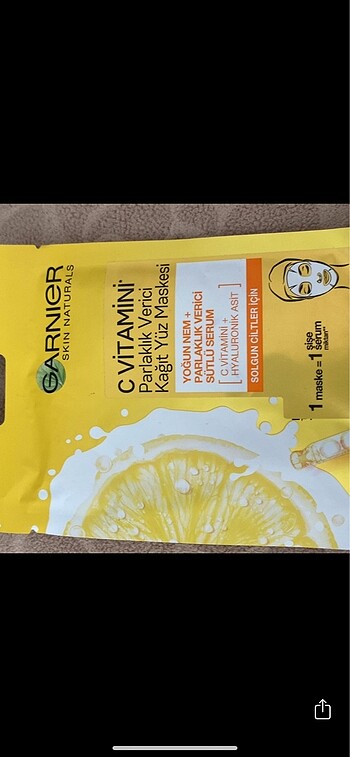 GARNIER
SKIN NATURALS
C VİTAMİNİ*
Parlaklık Verici
Kağıt Yüz Maskesi
YOĞUN NEM +
PARLAKLIK VERİCİ
SÜTLÜ SERUM
[ C VİTAMİNİ +
HYALURONİK ASİT ]
SOLGUN CİLTLER İÇİN
1 maske = 1 şişe
serum
miktarı**